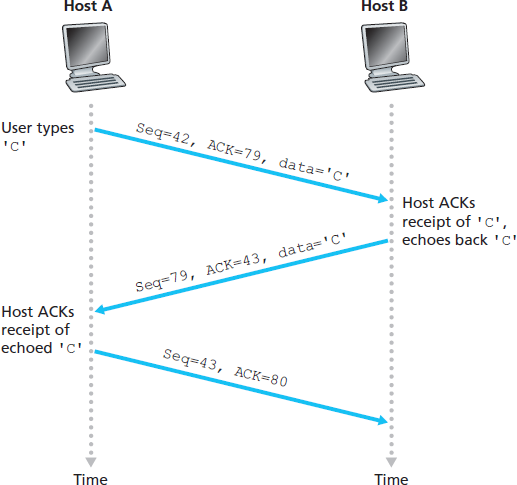 Host A
Host B
User types
'C'
Seq=42, ACK=79, data='C'
Host ACKs
receipt of 'C',
echoes back 'C'
Seq=79, ACK=43, data='C'
Host ACKs
receipt of
echoed 'C'
Seq=43, ACK=80
Time
Time